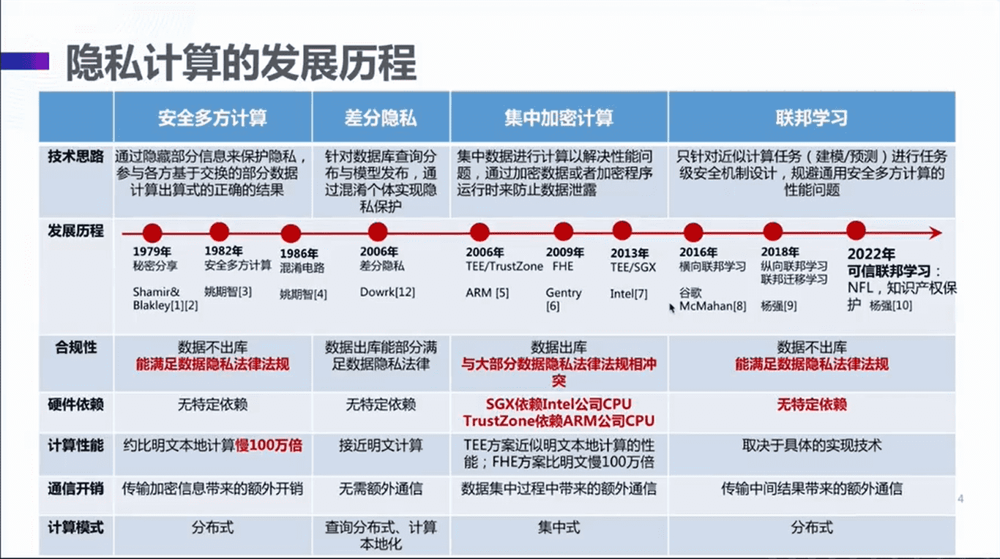 隐私计算的发展历程
安全多方计算
差分隐私
集中加密计算
联邦学习
技术思路
通过隐藏部分信息来保护隐私，
参与各方基于交换的部分数据
计算出算式的正确的结果
针对数据库查询分
布与模型发布，通
过混淆个体实现隐
私保护
集中数据进行计算以解决性能问
题，通过加密数据或者加密程序
运行时来防止数据泄露
只针对近似计算任务（建模/预测）进行任务
级安全机制设计，规避通用安全多方计算的
性能问题
发展历程
1979年
秘密分享
Shamir&
Blakley[1][2]
1982年
安全多方计算
姚期智[3]
1986年
混淆电路
姚期智[4]
2006年
差分隐私
Dowrk[12]
2006年
TEE/TrustZone
ARM [5]
2009年
FHE
Gentry
[6]
2013年
TEE/SGX
Intel[7]
2016年
横向联邦学习
谷歌
McMahan[8]
2018年
纵向联邦学习
联邦迁移学习
杨强[9]
2022年
可信联邦学习：
NFL，知识产权保
护 杨强[10]
合规性
数据不出库
能满足数据隐私法律法规
数据出库能部分满
足数据隐私法律
数据出库
与大部分数据隐私法律法规相冲
突
数据不出库
能满足数据隐私法律法规
硬件依赖
无特定依赖
无特定依赖
SGX依赖Intel公司CPU
TrustZone依赖ARM公司CPU
无特定依赖
计算性能
约比明文本地计算慢100万倍
接近明文计算
TEE方案近似明文本地计算的性
能；FHE方案比明文慢100万倍
取决于具体的实现技术
通信开销
传输加密信息带来的额外开销
无需额外通信
数据集中过程中带来的额外通信
传输中间结果带来的额外通信
4
计算模式
分布式
查询分布式、计算
本地化
集中式
分布式